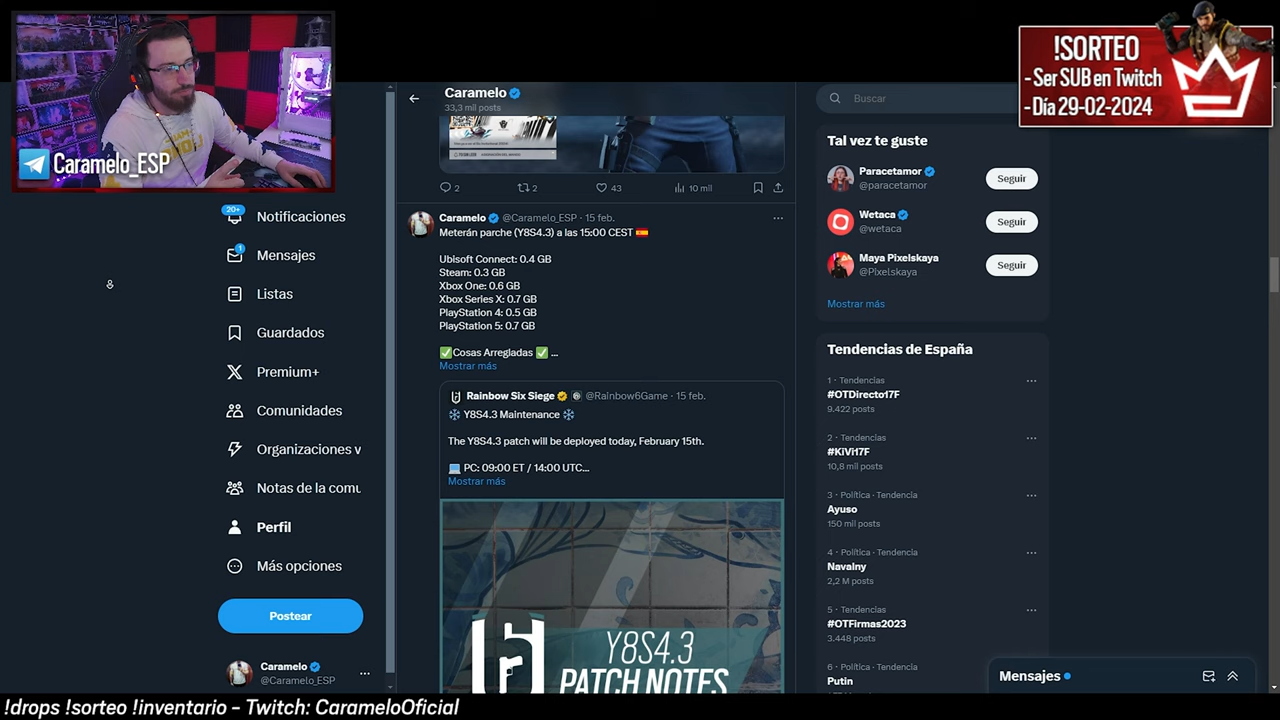 Caramelo_ESP
!SORTEO
- Ser SUB en Twitch
- Día 29-02-2024
20+
Notificaciones
1
Mensajes
Listas
Guardados
Premium+
Comunidades
Organizaciones v
Notas de la comu
Perfil
Más opciones
Postear
Caramelo
@Caramelo_ESP
Caramelo
33,3 mil posts
2
2
43
10 mil
Caramelo @Caramelo_ESP · 15 feb.
Meterán parche (Y8S4.3) a las 15:00 CEST
Ubisoft Connect: 0.4 GB
Steam: 0.3 GB
Xbox One: 0.6 GB
Xbox Series X: 0.7 GB
PlayStation 4: 0.5 GB
PlayStation 5: 0.7 GB
✅Cosas Arregladas ✅ ...
Mostrar más
Rainbow Six Siege @Rainbow6Game · 15 feb.
❄ Y8S4.3 Maintenance ❄
The Y8S4.3 patch will be deployed today, February 15th.
💻 PC: 09:00 ET / 14:00 UTC...
Mostrar más
Y8S4.3
PATCH NOTES
Buscar
Tal vez te guste
Paracetamor
@paracetamor
Seguir
Wetaca
@wetaca
Seguir
Maya Pixelskaya
@Pixelskaya
Seguir
Mostrar más
Tendencias de España
1 · Tendencias
#OTDirecto17F
9.422 posts
2 · Tendencias
#KiVi17F
10,8 mil posts
3 · Política · Tendencia
Ayuso
150 mil posts
4 · Política · Tendencia
Navalny
2,2 M posts
5 · Tendencias
#OTFirmas2023
3.448 posts
6 · Política · Tendencia
Putin
Mensajes
!drops !sorteo !inventario - Twitch: CarameloOficial